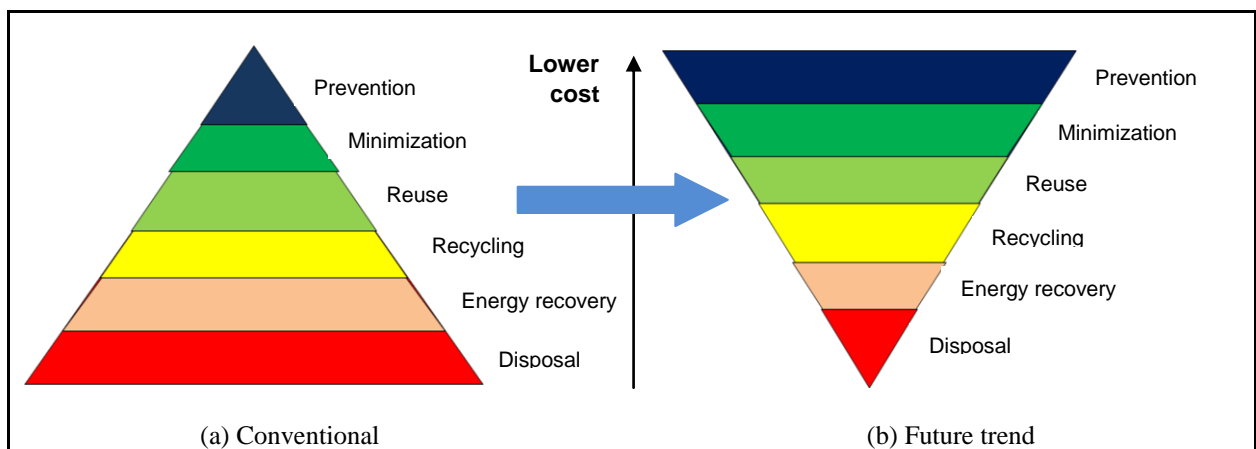 Prevention
Minimization
Reuse
Recycling
Energy recovery
Disposal
(a) Conventional
Lower
cost
Prevention
Minimization
Reuse
Recycling
Energy recovery
Disposal
(b) Future trend